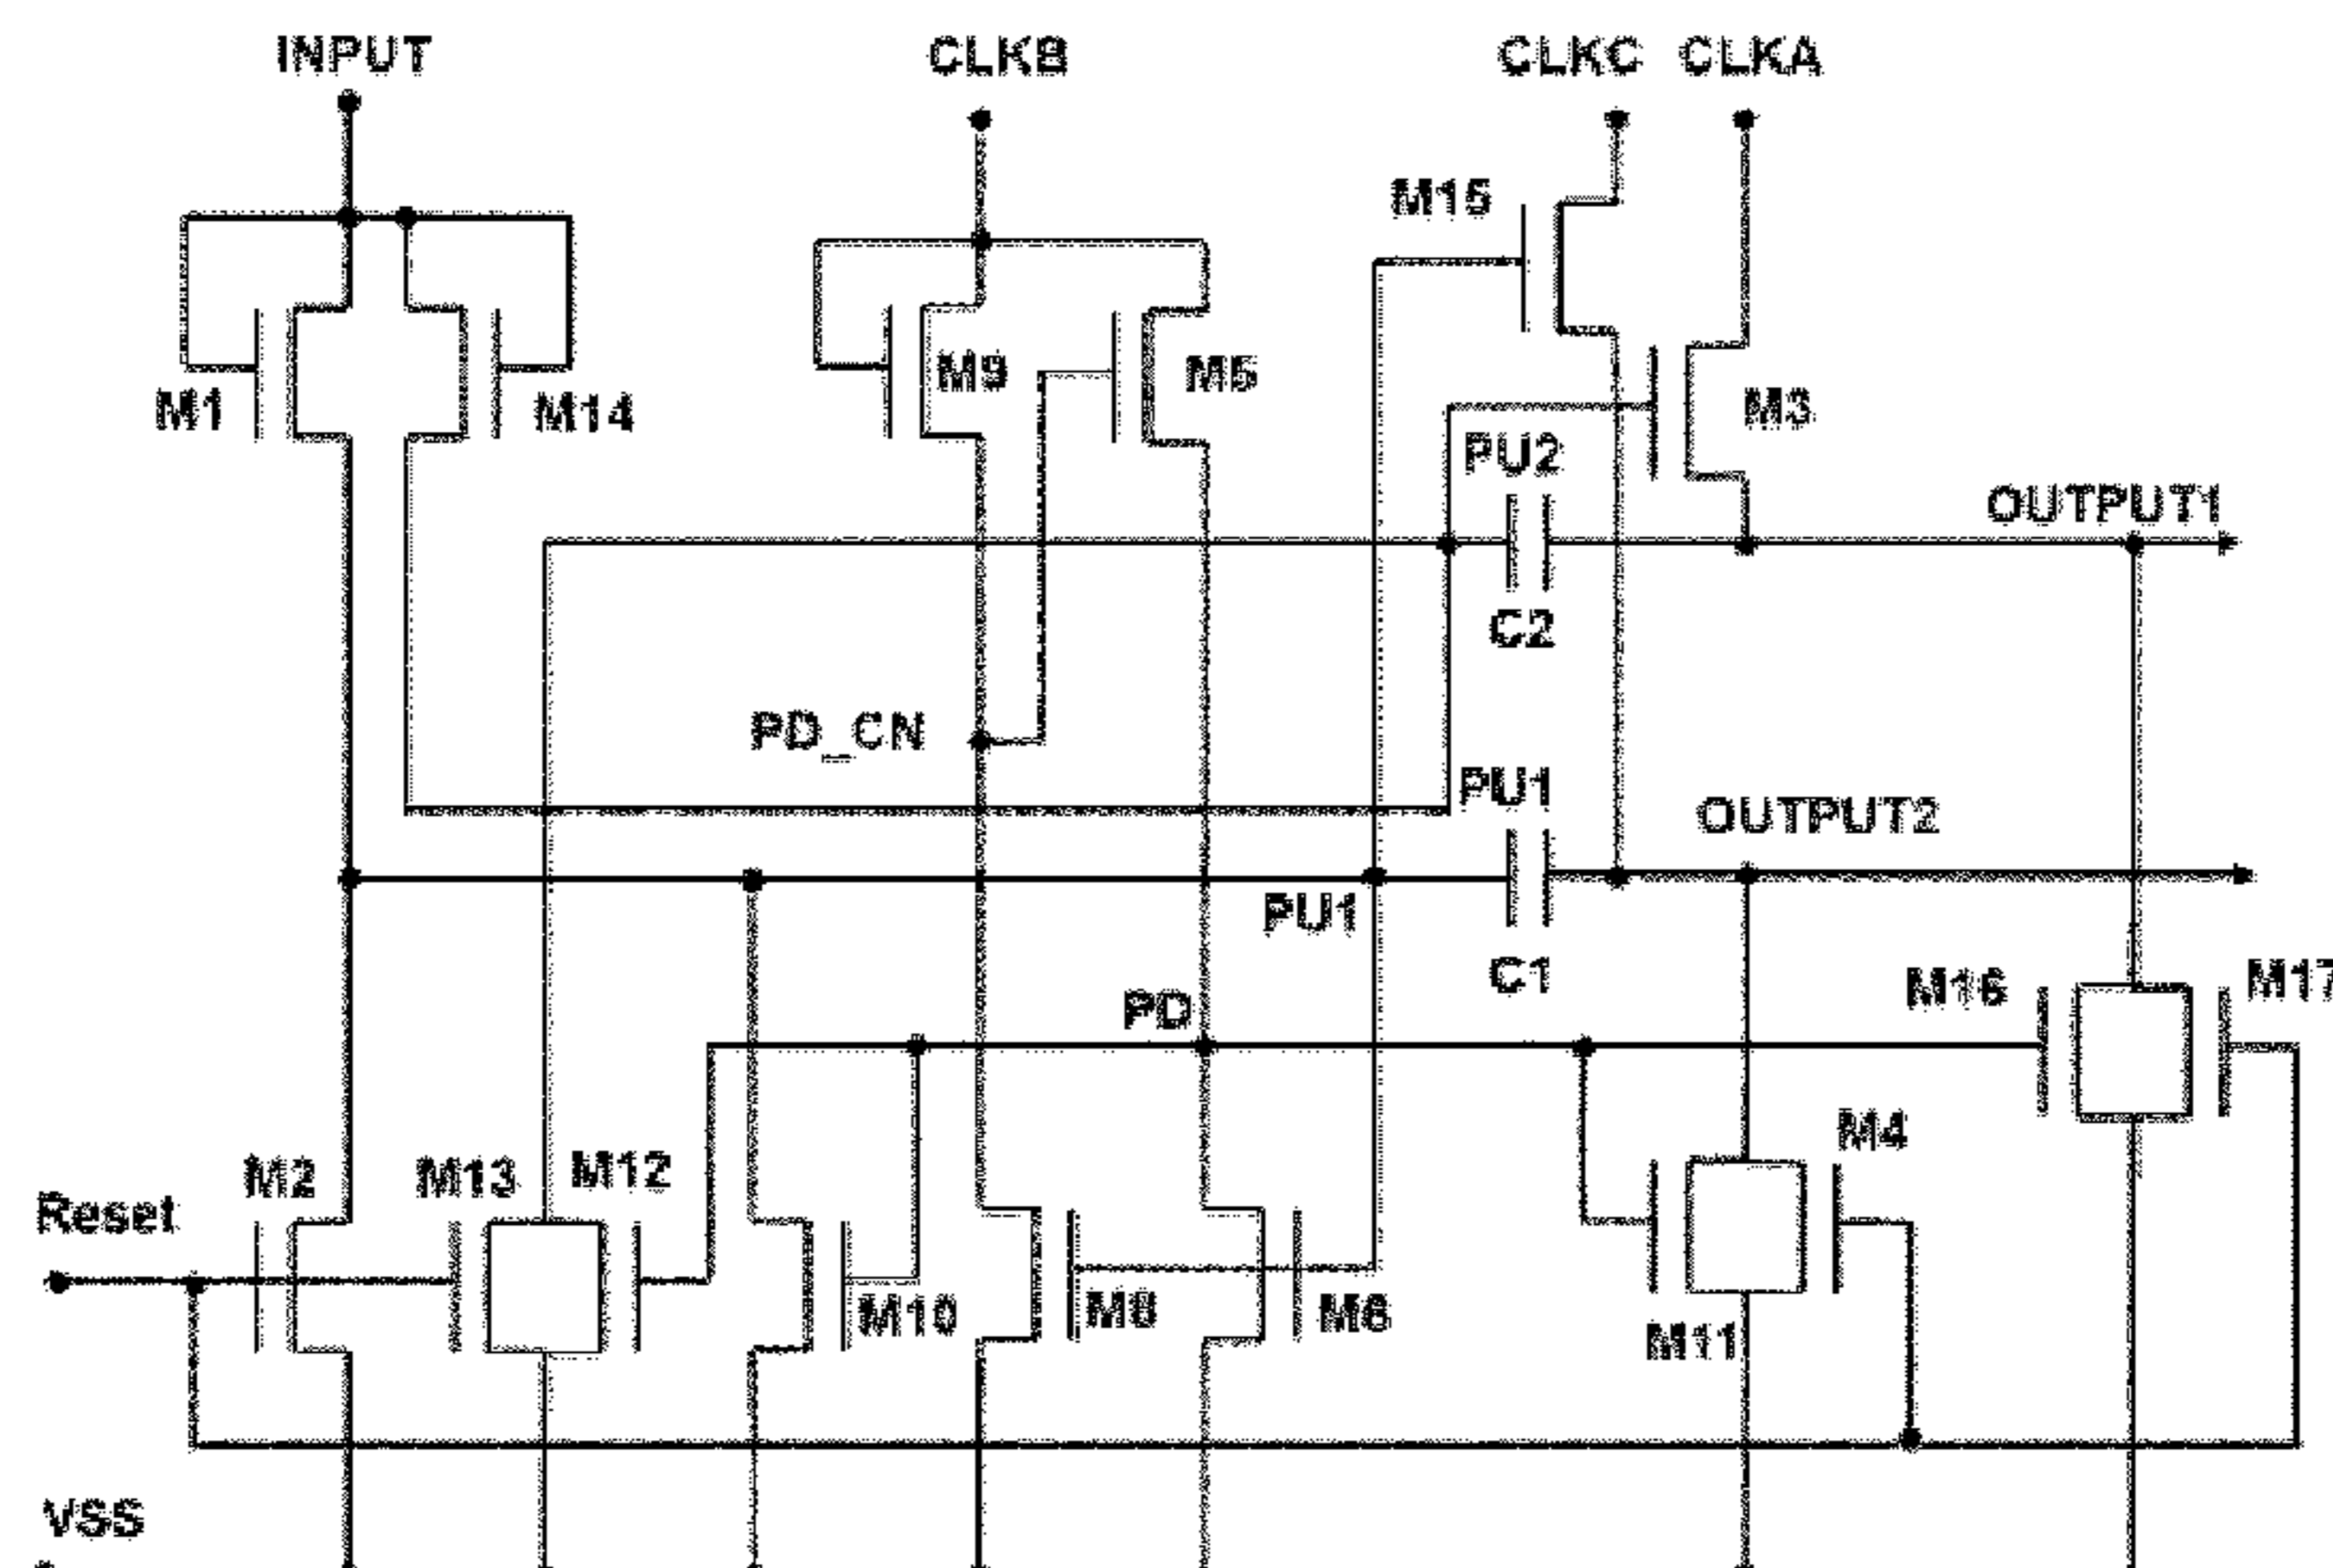 INPUT
CLKB
CLKC
CLKA
M15
M1
M14
M9
M5
M3
PU2
OUTPUT1
C2
PD_CN
PU1
OUTPUT2
PU1
C1
PD
M16
M17
M4
M2
M13
M12
Reset
M10
M8
M6
M11
VSS